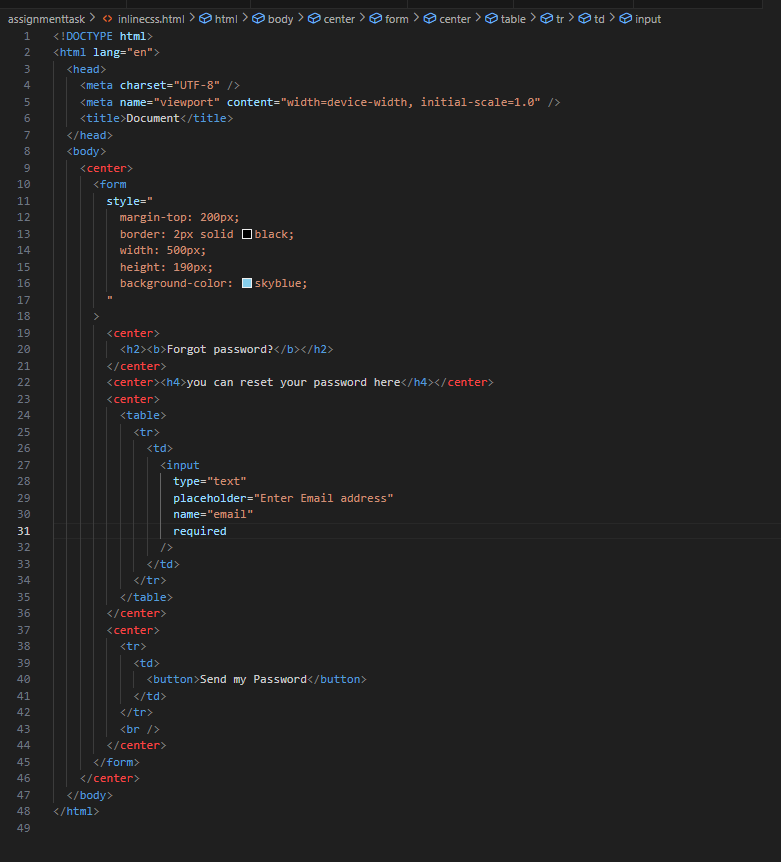 assignmenttask > inlinecss.html > html > body > center > form > center > table > tr > td > input
1 <!DOCTYPE html>
2 <html lang="en">
3 <head>
4 <meta charset="UTF-8" />
5 <meta name="viewport" content="width=device-width, initial-scale=1.0" />
6 <title>Document</title>
7 </head>
8 <body>
9 <center>
10 <form
11 style="
12 margin-top: 200px;
13 border: 2px solid black;
14 width: 500px;
15 height: 190px;
16 background-color: skyblue;
17 "
18 >
19 <center>
20 <h2><b>Forgot password?</b></h2>
21 </center>
22 <center><h4>you can reset your password here</h4></center>
23 <center>
24 <table>
25 <tr>
26 <td>
27 <input
28 type="text"
29 placeholder="Enter Email address"
30 name="email"
31 required
32 />
33 </td>
34 </tr>
35 </table>
36 </center>
37 <center>
38 <tr>
39 <td>
40 <button>Send my Password</button>
41 </td>
42 </tr>
43 <br />
44 </center>
45 </form>
46 </center>
47 </body>
48 </html>
49